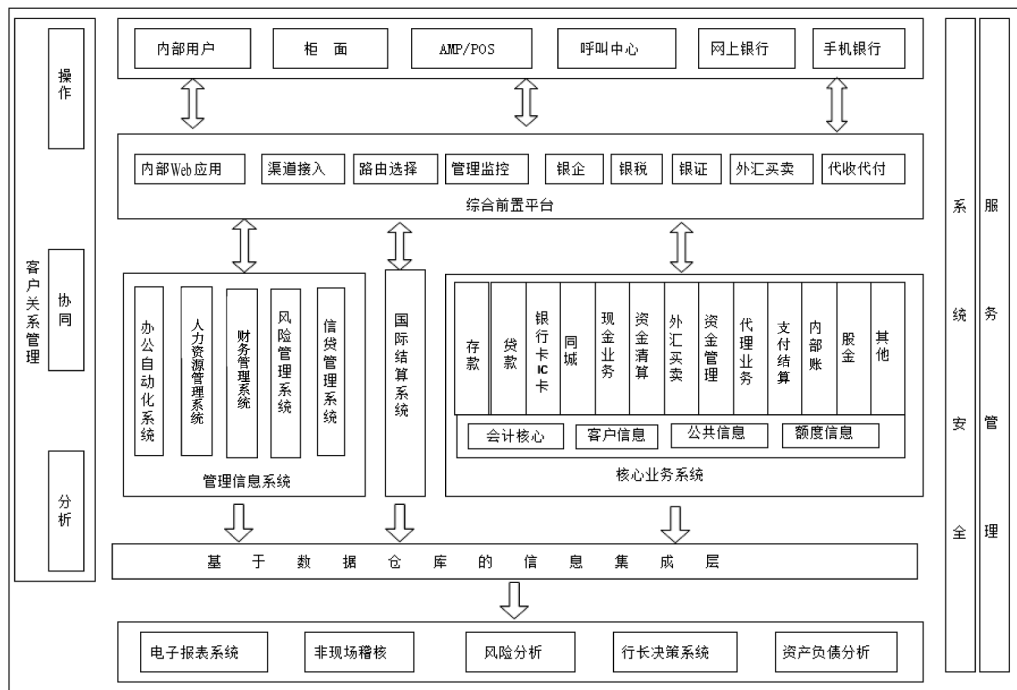 内部用户
柜 面
AMP/POS
呼叫中心
网上银行
手机银行
内部Web应用
渠道接入
路由选择
管理监控
银企
银税
银证
外汇买卖
代收代付
综合前置平台
客户关系管理
操作
协同
分析
办公自动化系统
人力资源管理系统
财务管理系统
风险管理系统
信贷管理系统
管理信息系统
国际结算系统
存款
贷款
银行卡IC卡
同城
现金业务
资金清算
外汇买卖
资金管理
代理业务
支付结算
内部账
股金
其他
会计核心
客户信息
公共信息
额度信息
核心业务系统
基于数据仓库的信息集成层
电子报表系统
非现场稽核
风险分析
行长决策系统
资产负债分析
系统安全
服务管理